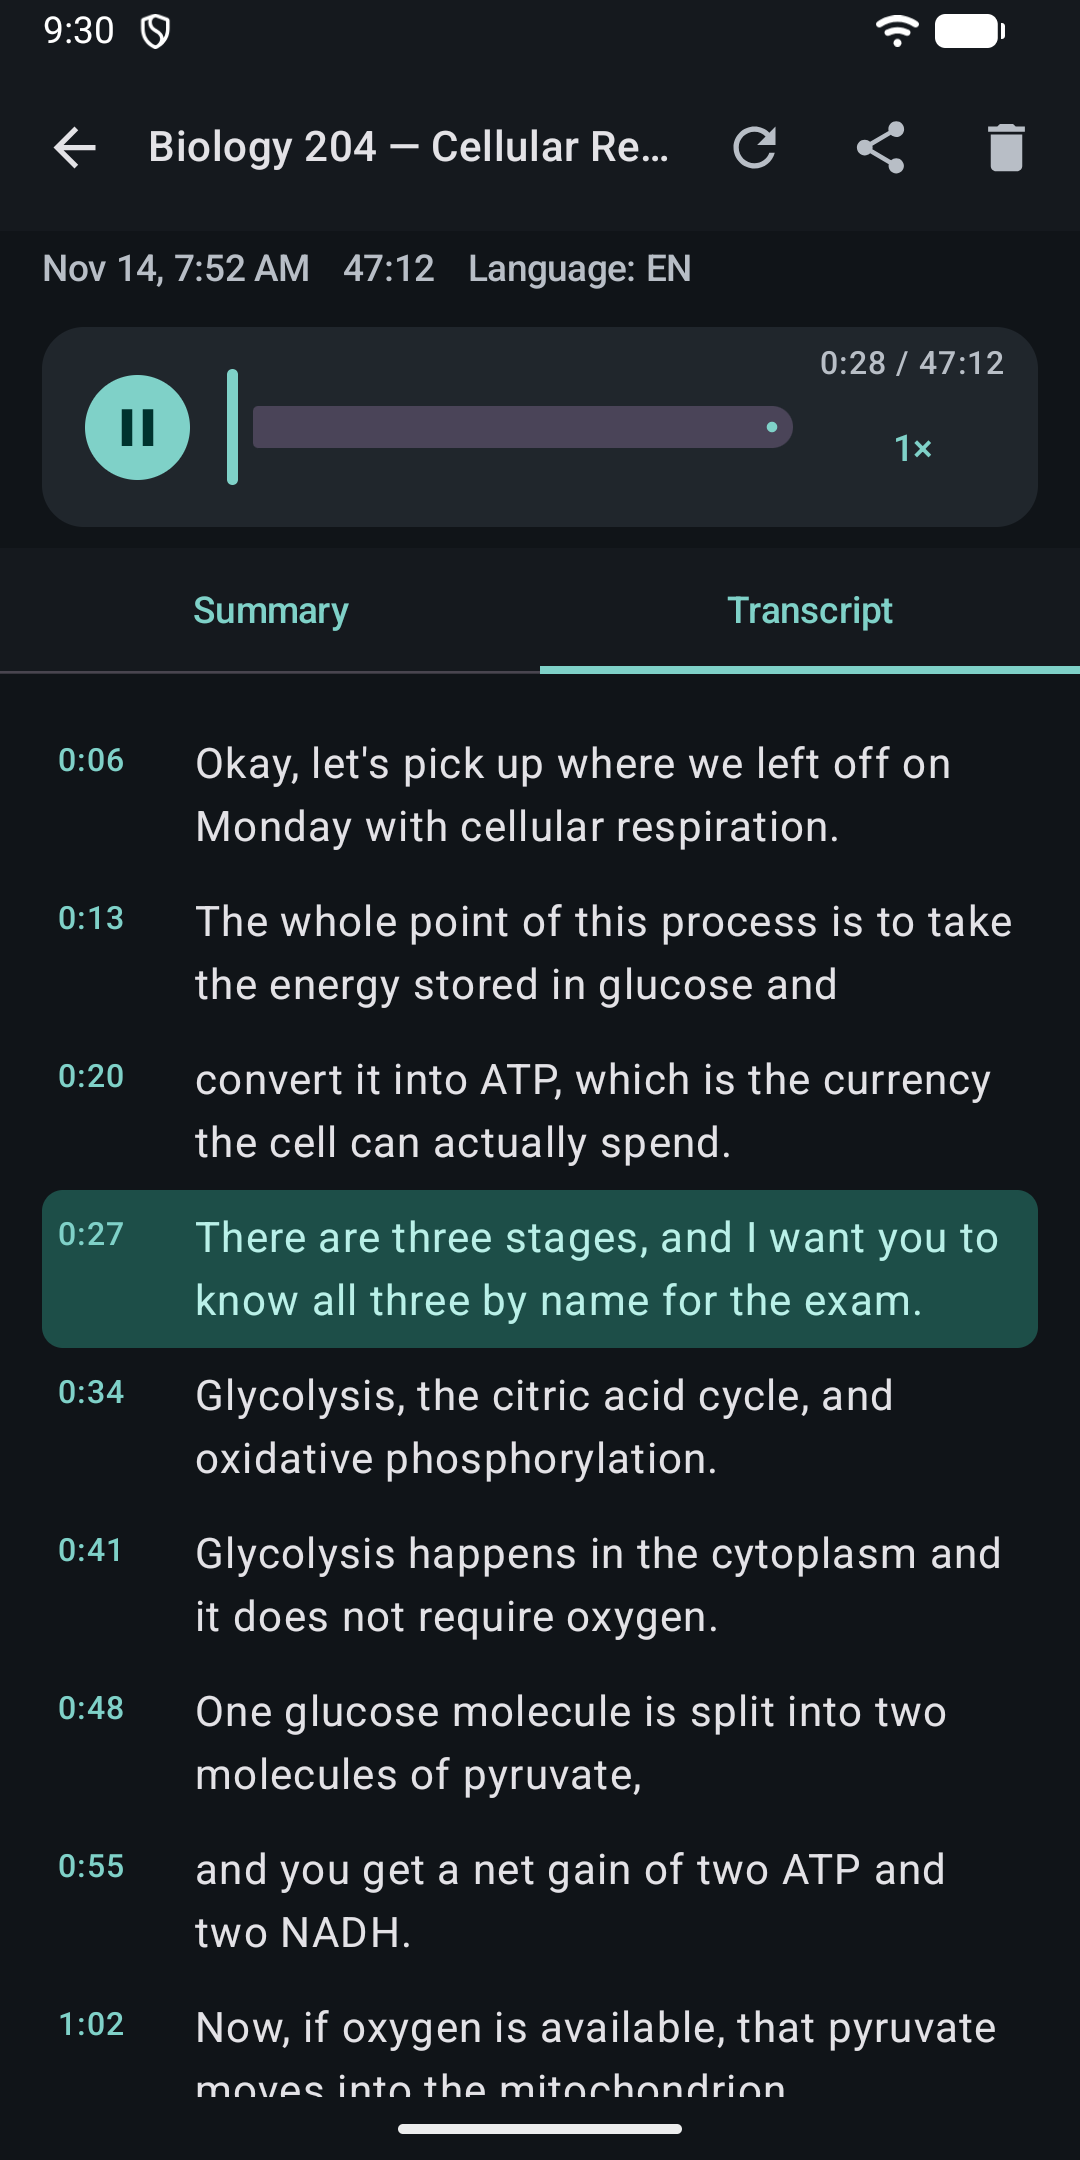 9:30
Biology 204 — Cellular Re...
Nov 14, 7:52 AM 47:12 Language: EN
0:28 / 47:12
1×
Summary Transcript
0:06 Okay, let's pick up where we left off on
Monday with cellular respiration.
0:13 The whole point of this process is to take
the energy stored in glucose and
0:20 convert it into ATP, which is the currency
the cell can actually spend.
0:27 There are three stages, and I want you to
know all three by name for the exam.
0:34 Glycolysis, the citric acid cycle, and
oxidative phosphorylation.
0:41 Glycolysis happens in the cytoplasm and
it does not require oxygen.
0:48 One glucose molecule is split into two
molecules of pyruvate,
0:55 and you get a net gain of two ATP and
two NADH.
1:02 Now, if oxygen is available, that pyruvate
moves into the mitochondrion